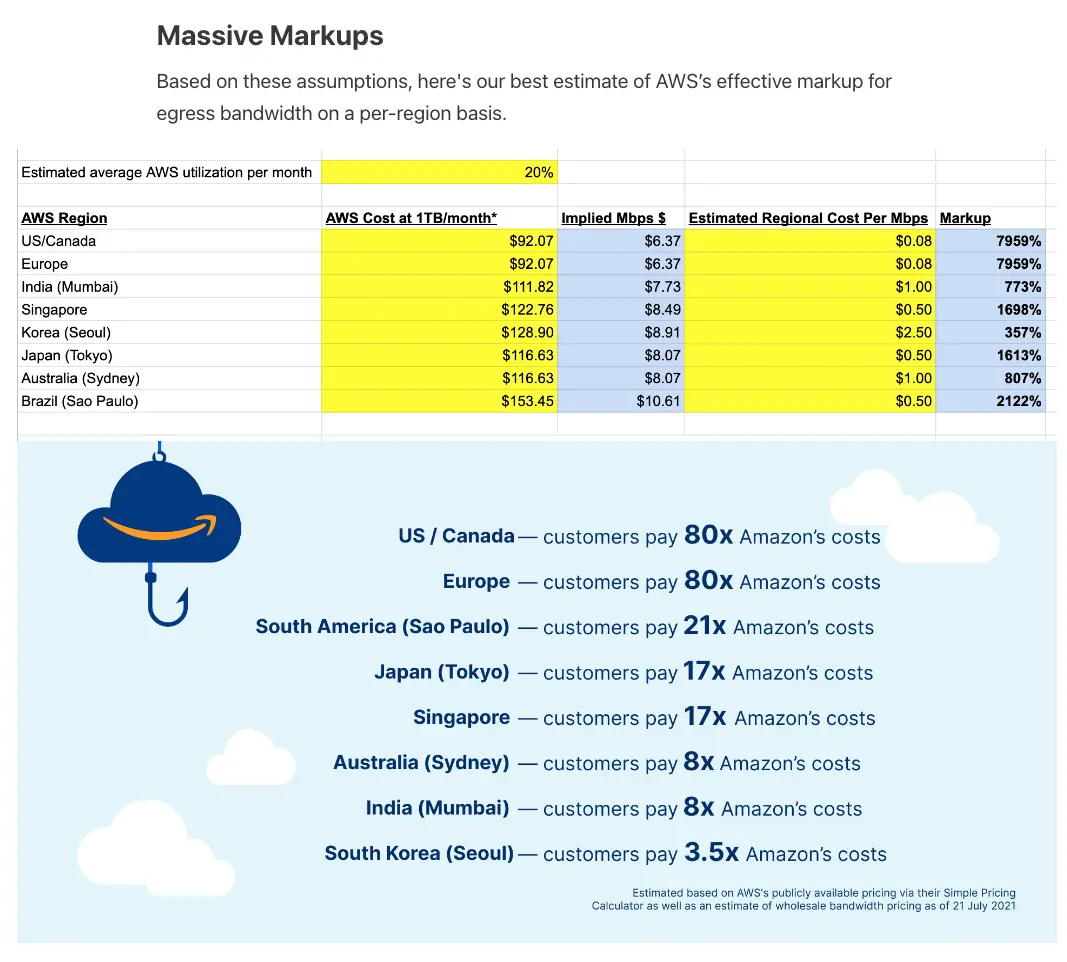 Massive Markups
Based on these assumptions, here's our best estimate of AWS’s effective markup for
egress bandwidth on a per-region basis.
Estimated average AWS utilization per month 20%
AWS Region AWS Cost at 1TB/month* Implied Mbps $ Estimated Regional Cost Per Mbps Markup
US/Canada $92.07 $6.37 $0.08 7959%
Europe $92.07 $6.37 $0.08 7959%
India (Mumbai) $111.82 $7.73 $1.00 773%
Singapore $122.76 $8.49 $0.50 1698%
Korea (Seoul) $128.90 $8.91 $2.50 357%
Japan (Tokyo) $116.63 $8.07 $0.50 1613%
Australia (Sydney) $116.63 $8.07 $1.00 807%
Brazil (Sao Paulo) $153.45 $10.61 $0.50 2122%
US / Canada — customers pay 80x Amazon’s costs
Europe — customers pay 80x Amazon’s costs
South America (Sao Paulo) — customers pay 21x Amazon’s costs
Japan (Tokyo) — customers pay 17x Amazon’s costs
Singapore — customers pay 17x Amazon’s costs
Australia (Sydney) — customers pay 8x Amazon’s costs
India (Mumbai) — customers pay 8x Amazon’s costs
South Korea (Seoul) — customers pay 3.5x Amazon’s costs
Estimated based on AWS's publicly available pricing via their Simple Pricing
Calculator as well as an estimate of wholesale bandwidth pricing as of 21 July 2021